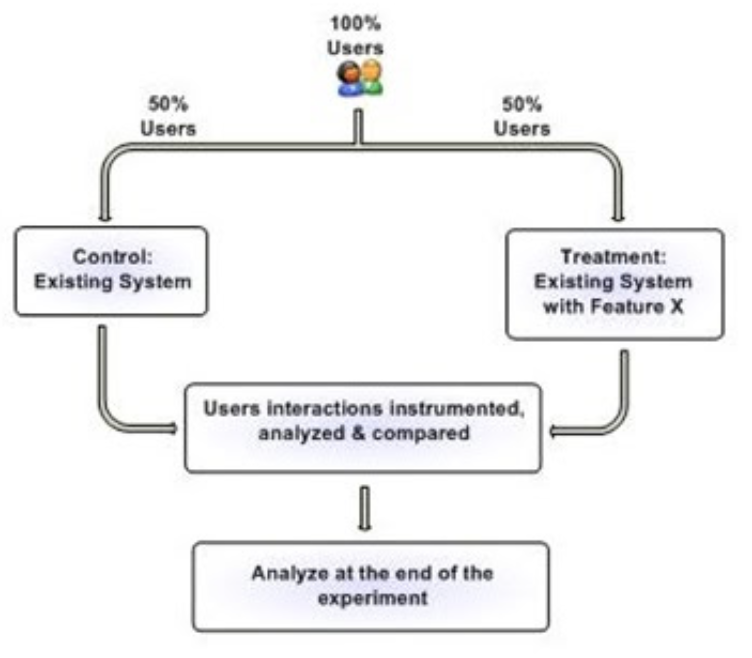 100%
Users
50%
Users
50%
Users
Control:
Existing System
Treatment:
Existing System
with Feature X
Users interactions instrumented,
analyzed & compared
Analyze at the end of the
experiment